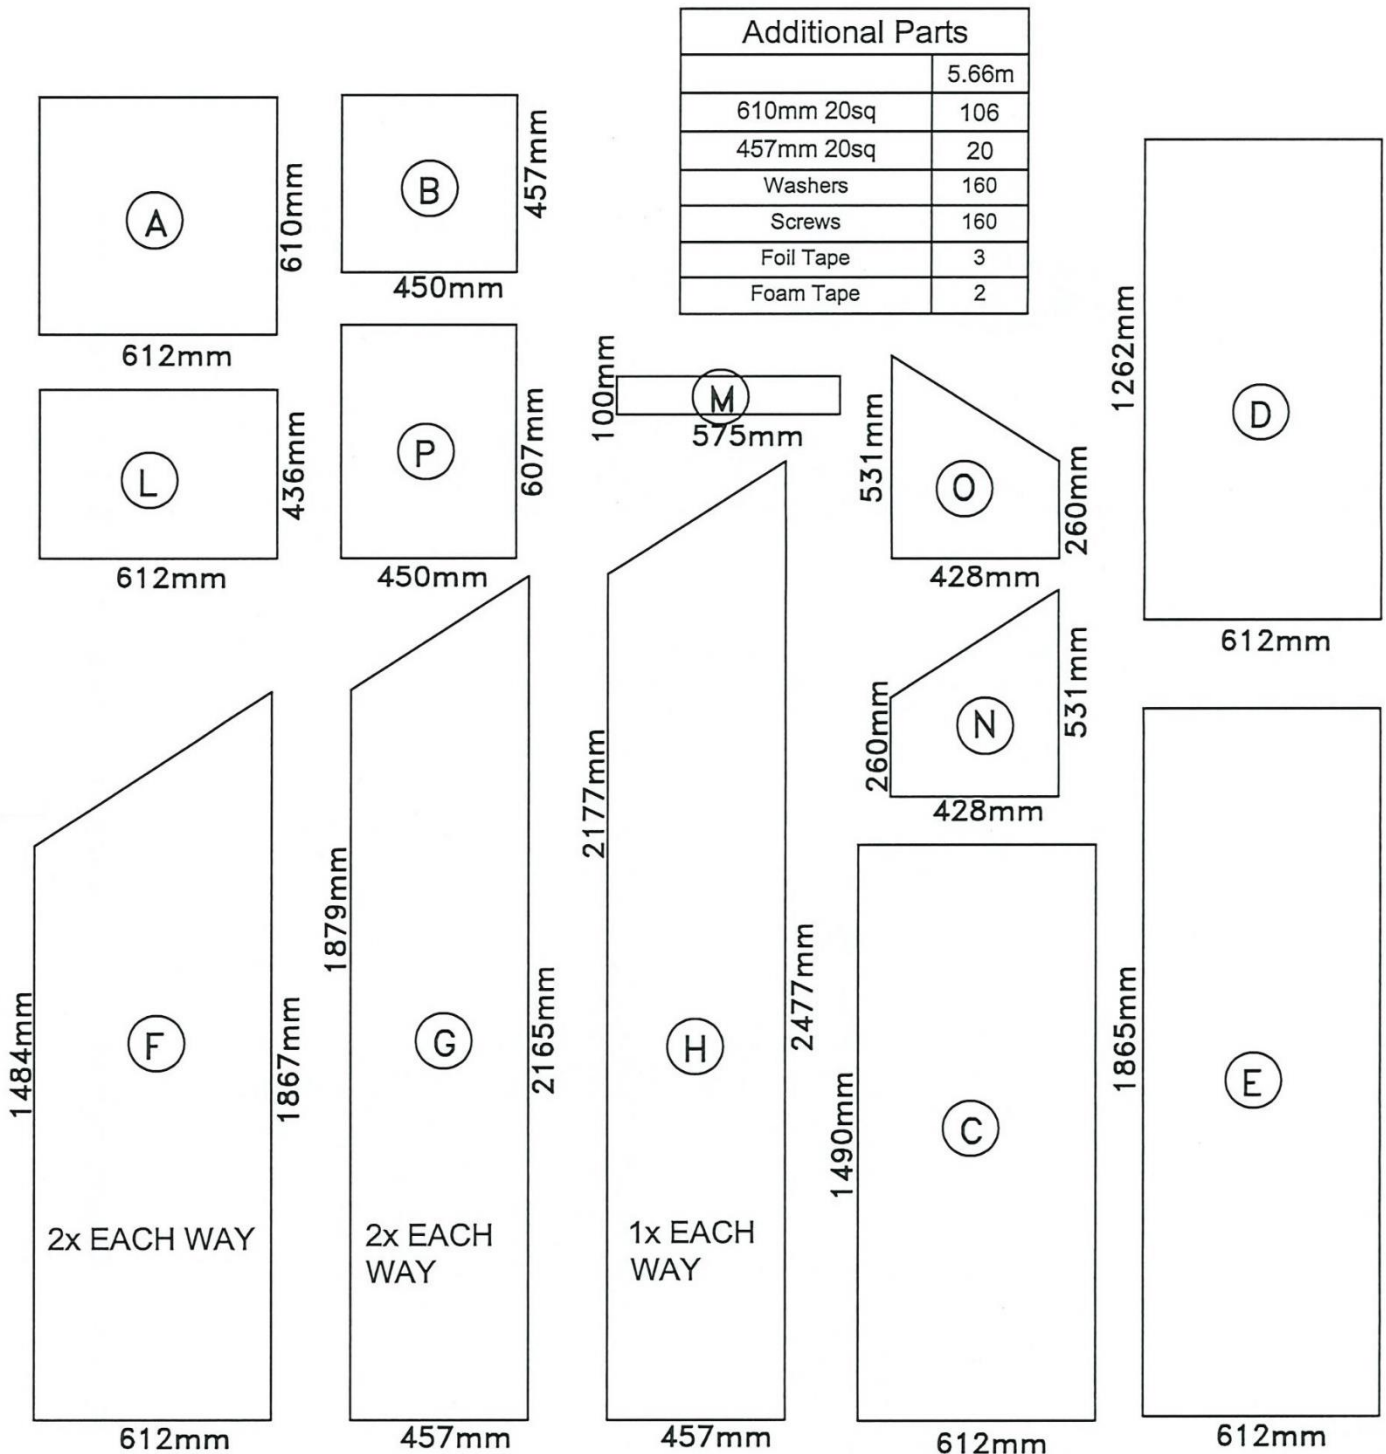 Additional Parts
5.66m
610mm 20sq 106
457mm 20sq 20
Washers 160
Screws 160
Foil Tape 3
Foam Tape 2
A
610mm
612mm
B
457mm
450mm
L
436mm
612mm
P
607mm
450mm
100mm
M
575mm
531mm
O
260mm
428mm
1262mm
D
612mm
260mm
N
531mm
428mm
1484mm
F
1867mm
2x EACH WAY
612mm
1879mm
G
2165mm
2x EACH
WAY
457mm
2177mm
H
2477mm
1x EACH
WAY
457mm
1490mm
C
612mm
1865mm
E
612mm